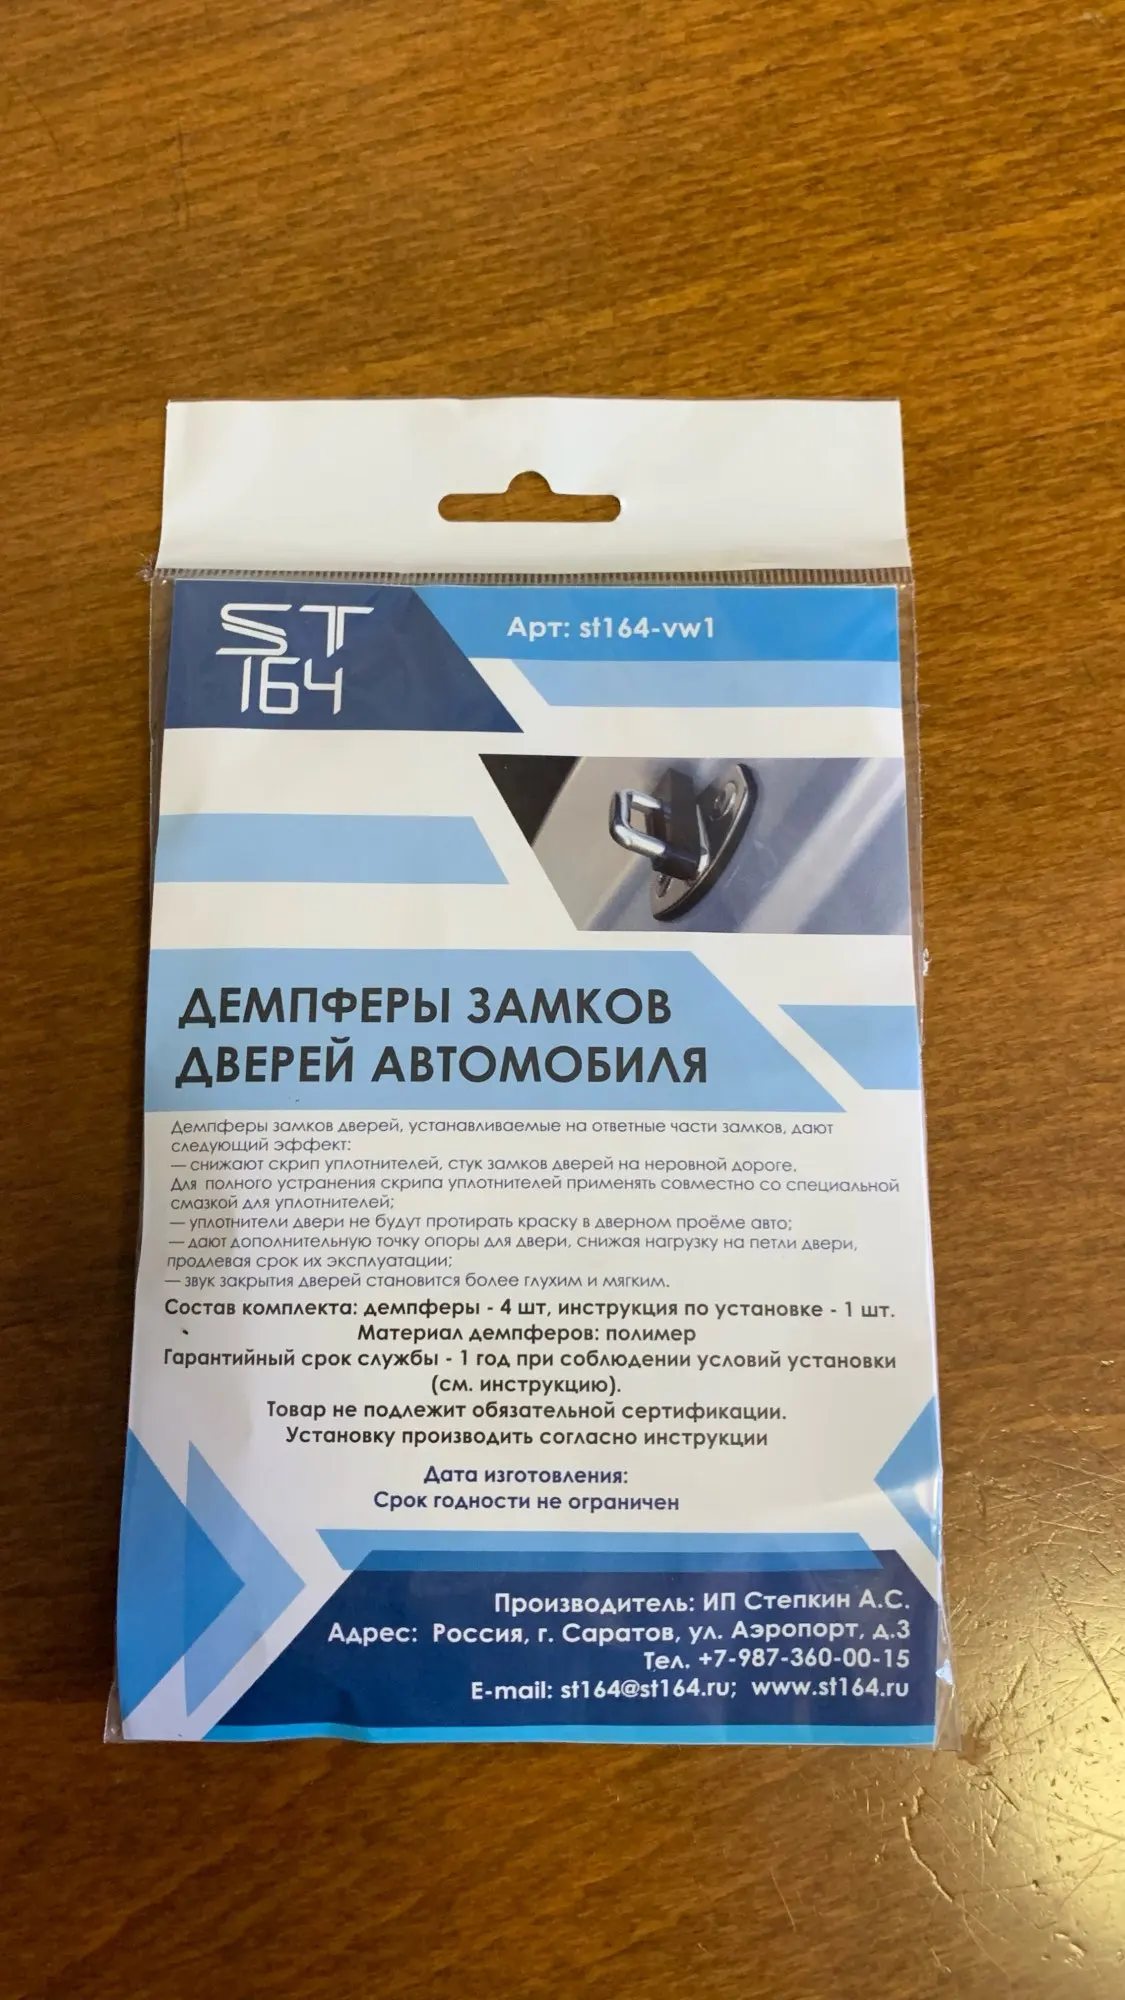 ST
164
Арт: st164-vw1
ДЕМПФЕРЫ ЗАМКОВ
ДВЕРЕЙ АВТОМОБИЛЯ
Демпферы замков дверей, устанавливаемые на ответные части замков, дают
следующий эффект:
— снижают скрип уплотнителей, стук замков дверей на неровной дороге.
Для полного устранения скрипа уплотнителей применять совместно со специальной
смазкой для уплотнителей;
— уплотнители двери не будут протирать краску в дверном проёме авто;
— дают дополнительную точку опоры для двери, снижая нагрузку на петли двери,
продлевая срок их эксплуатации;
— звук закрытия дверей становится более глухим и мягким.
Состав комплекта: демпферы - 4 шт, инструкция по установке - 1 шт.
Материал демпферов: полимер
Гарантийный срок службы - 1 год при соблюдении условий установки
(см. инструкцию).
Товар не подлежит обязательной сертификации.
Установку производить согласно инструкции
Дата изготовления:
Срок годности не ограничен
Производитель: ИП Степкин А.С.
Адрес: Россия, г. Саратов, ул. Аэропорт, д.3
Тел. +7-987-360-00-15
E-mail: st164@st164.ru; www.st164.ru